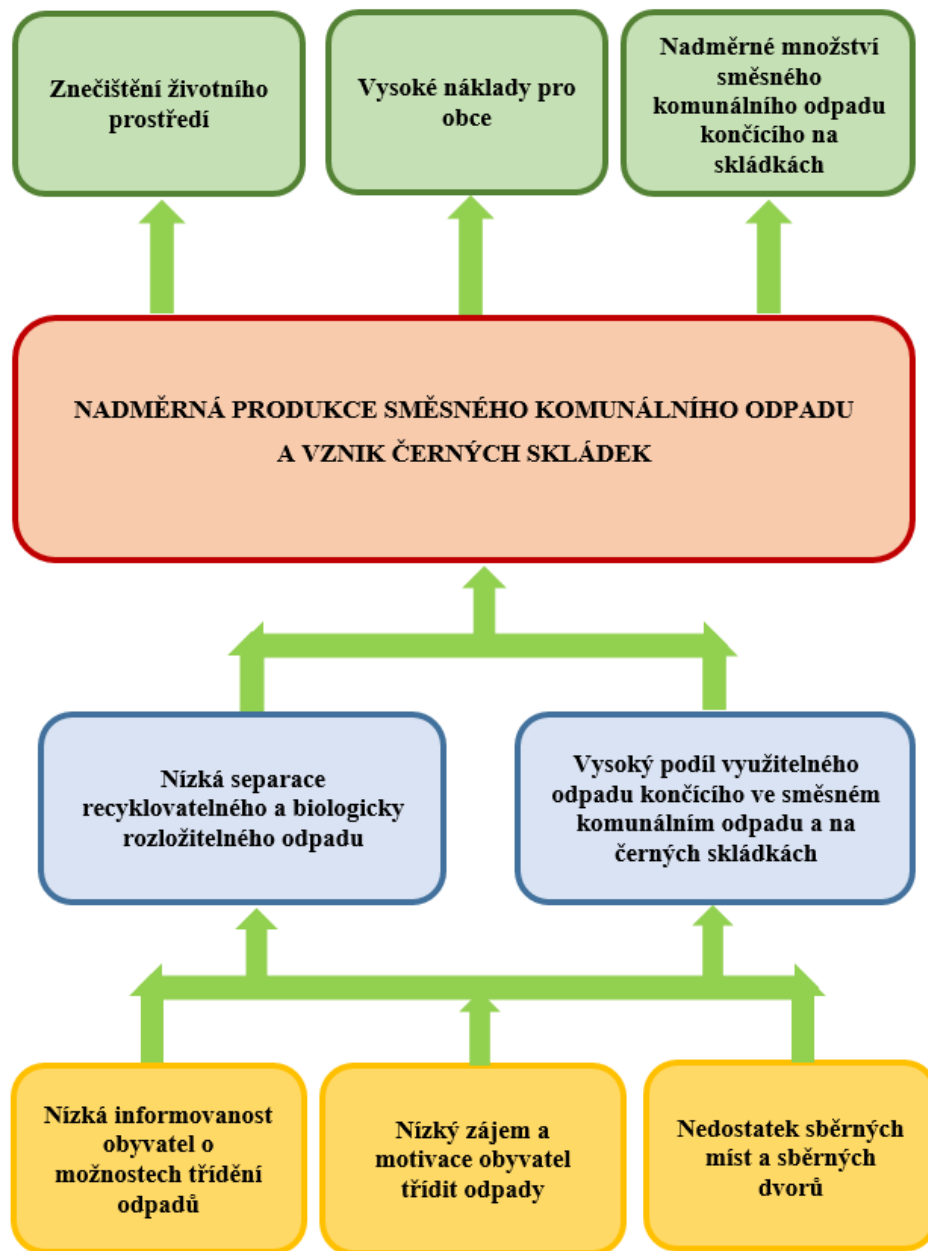 Znečištění životního
prostředí
Vysoké náklady pro
obce
Nadměrné množství
směsného
komunálního odpadu
končícího na
skládkách
NADMĚRNÁ PRODUKCE SMĚSNÉHO KOMUNÁLNÍHO ODPADU
A VZNIK ČERNÝCH SKLÁDEK
Nízká separace
recyklovatelného a biologicky
rozložitelného odpadu
Vysoký podíl využitelného
odpadu končícího ve směsném
komunálním odpadu a na
černých skládkách
Nízká informovanost
obyvatel o
možnostech třídění
odpadů
Nízký zájem a
motivace obyvatel
třídit odpady
Nedostatek sběrných
míst a sběrných
dvorů